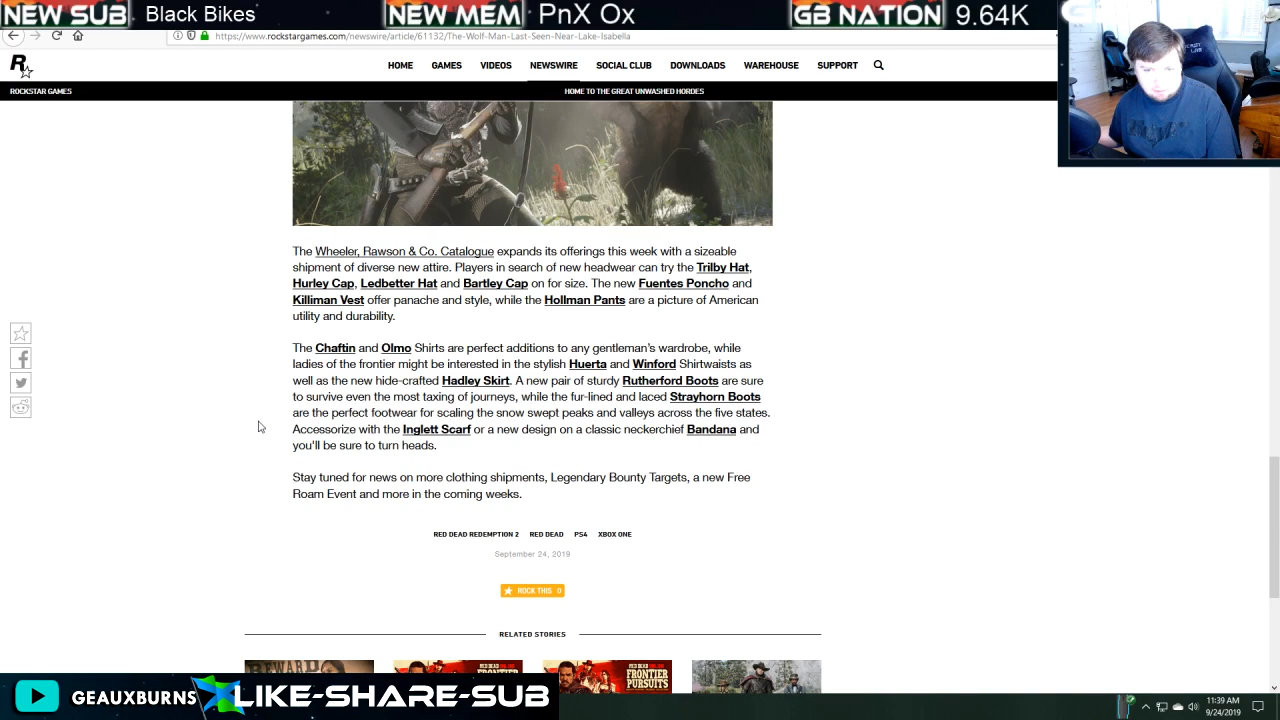 NEW SUB Black Bikes NEW MEM PnX Ox GB NATION 9.64K
https://www.rockstargames.com/newswire/article/61132/The-Wolf-Man-Last-Seen-Near-Lake-Isabella
R HOME GAMES VIDEOS NEWSWIRE SOCIAL CLUB DOWNLOADS WAREHOUSE SUPPORT
ROCKSTAR GAMES HOME TO THE GREAT UNWASHED HORDES
The Wheeler, Rawson & Co. Catalogue expands its offerings this week with a sizeable
shipment of diverse new attire. Players in search of new headwear can try the Trilby Hat,
Hurley Cap, Ledbetter Hat and Bartley Cap on for size. The new Fuentes Poncho and
Killiman Vest offer panache and style, while the Hollman Pants are a picture of American
utility and durability.
The Chaftin and Olmo Shirts are perfect additions to any gentleman's wardrobe, while
ladies of the frontier might be interested in the stylish Huerta and Winford Shirtwaists as
well as the new hide-crafted Hadley Skirt. A new pair of sturdy Rutherford Boots are sure
to survive even the most taxing of journeys, while the fur-lined and laced Strayhorn Boots
are the perfect footwear for scaling the snow swept peaks and valleys across the five states.
Accessorize with the Inglett Scarf or a new design on a classic neckerchief Bandana and
you'll be sure to turn heads.
Stay tuned for news on more clothing shipments, Legendary Bounty Targets, a new Free
Roam Event and more in the coming weeks.
RED DEAD REDEMPTION 2 RED DEAD PS4 XBOX ONE
September 24, 2019
ROCK THIS 0
RELATED STORIES
REWARD
RED DEAD ONLINE
FRONTIER
PURSUITS
RED DEAD ONLINE
FRONTIER
PURSUITS
GEAUXBURNS LIKE-SHARE-SUB
11:39 AM
9/24/2019